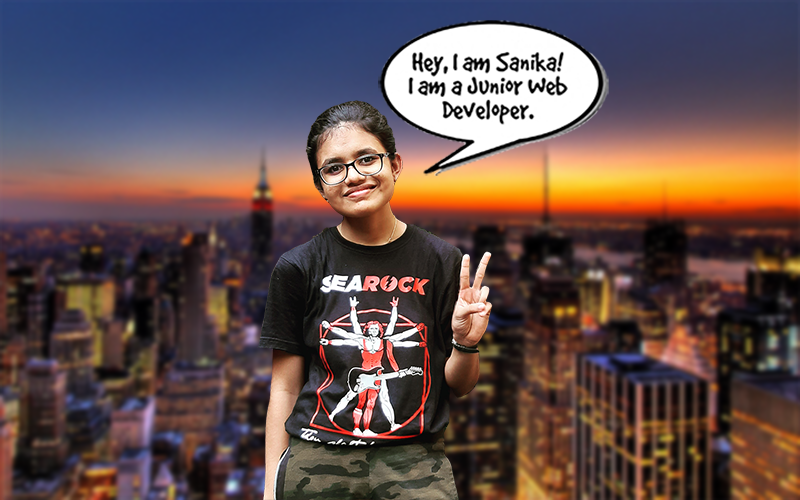 Hey, I am Sanika!
I am a Junior Web
Developer.
SEAROCK